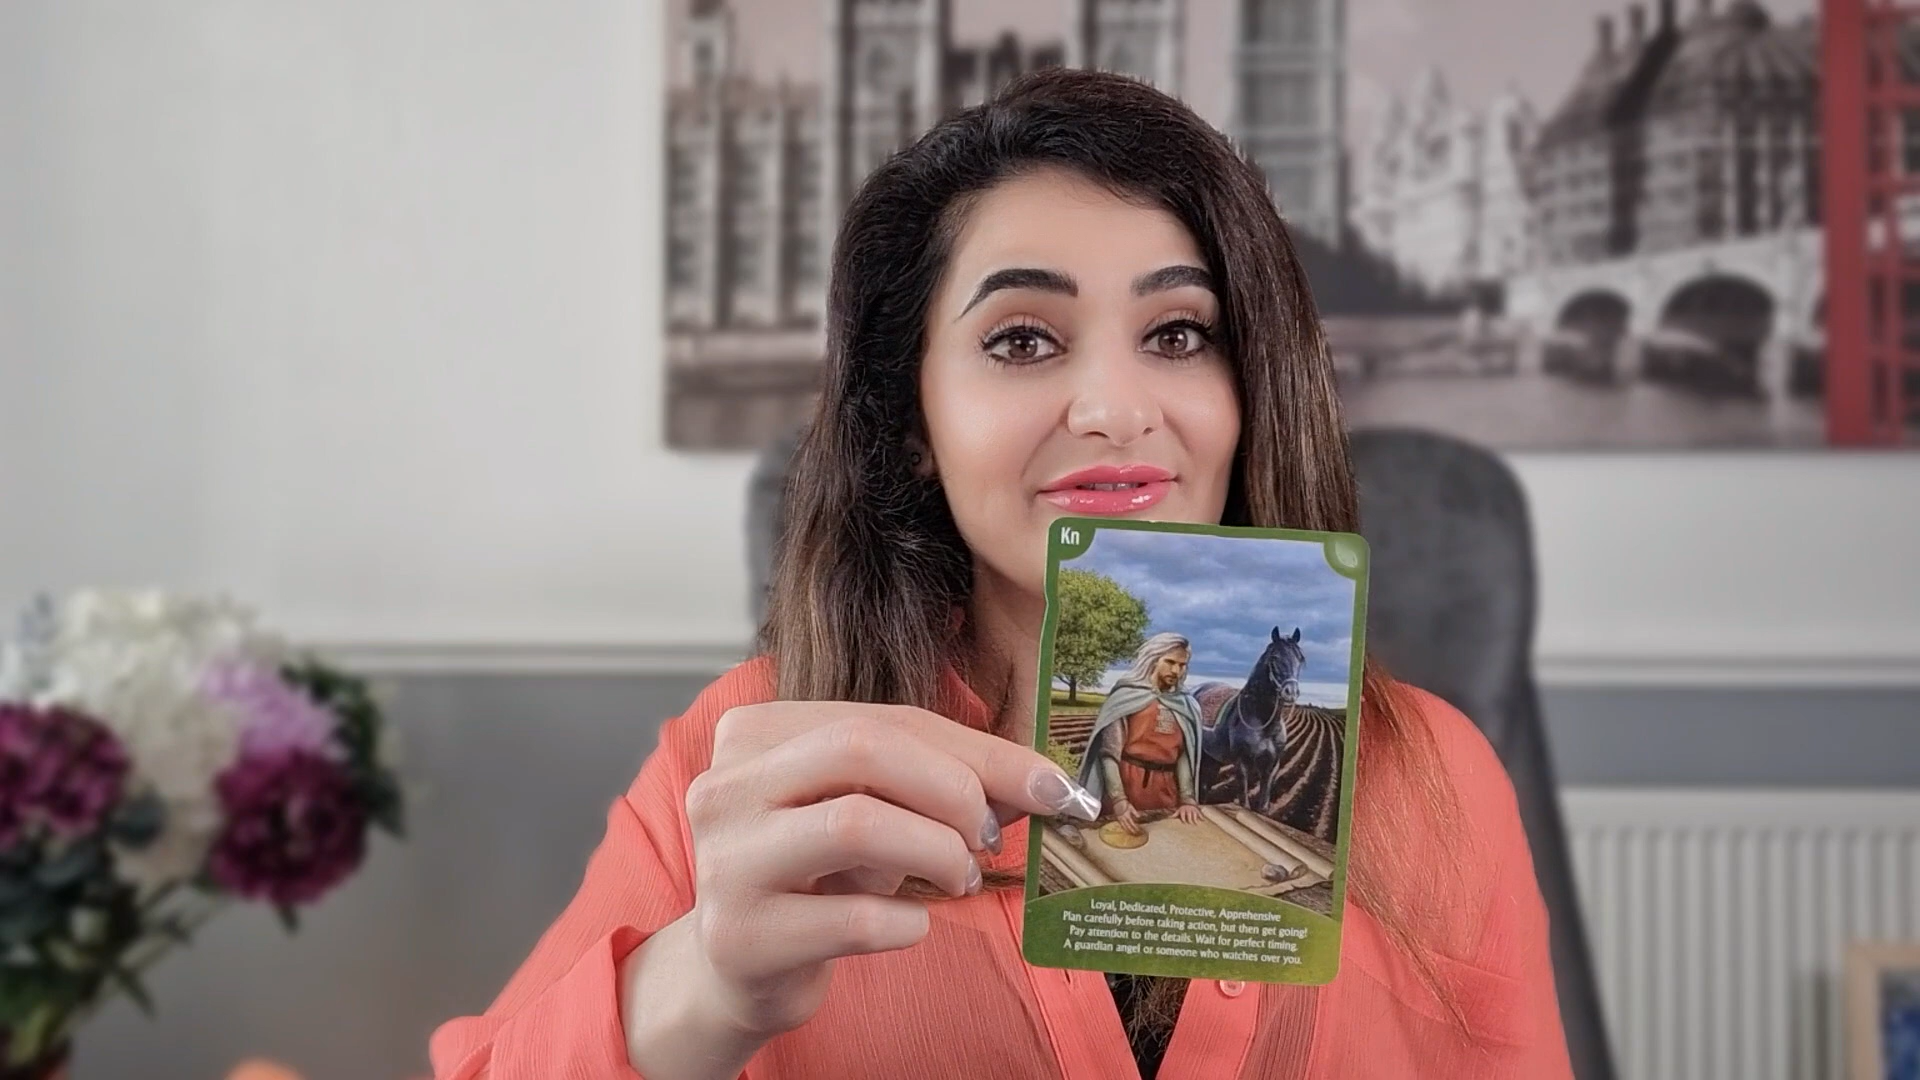 Kn
Loyal, Dedicated, Protective, Apprehensive
Plan carefully before taking action, but then get going!
Pay attention to the details. Wait for perfect timing.
A guardian angel or someone who watches over you.